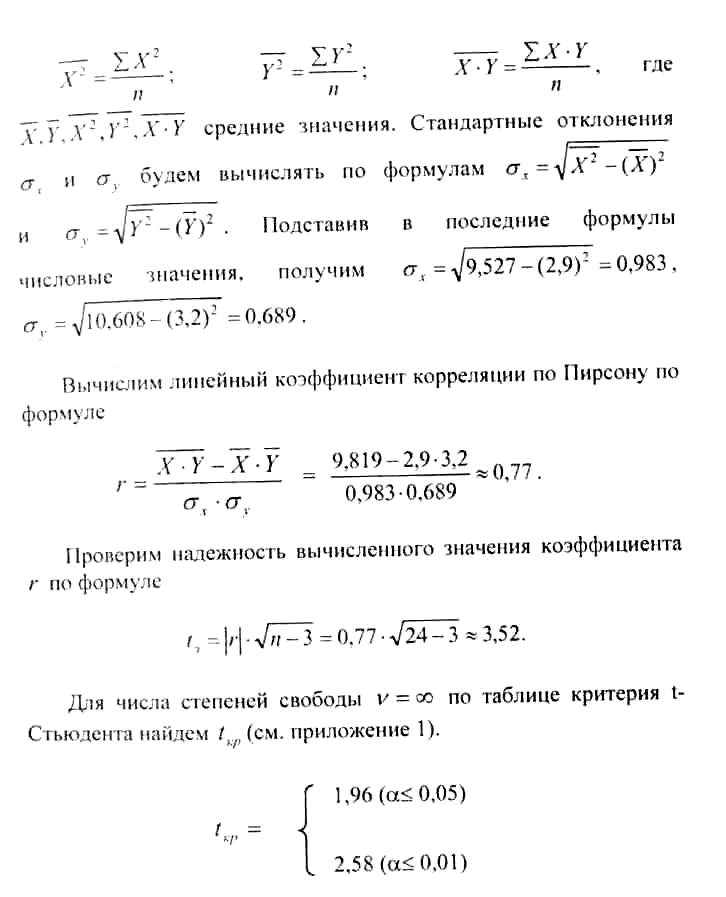 $\overline{X^2} = \frac{\sum X^2}{n}$; $\overline{Y^2} = \frac{\sum Y^2}{n}$; $\overline{X \cdot Y} = \frac{\sum X \cdot Y}{n}$, где
$\overline{X}, \overline{Y}, \overline{X^2}, \overline{Y^2}, \overline{X \cdot Y}$ средние значения. Стандартные отклонения
$\sigma_x$ и $\sigma_y$ будем вычислять по формулам $\sigma_x = \sqrt{\overline{X^2} - (\overline{X})^2}$
и $\sigma_y = \sqrt{\overline{Y^2} - (\overline{Y})^2}$. Подставив в последние формулы
числовые значения, получим $\sigma_x = \sqrt{9,527 - (2,9)^2} = 0,983$,
$\sigma_y = \sqrt{10,608 - (3,2)^2} = 0,689$.
Вычислим линейный коэффициент корреляции по Пирсону по
формуле
$r = \frac{\overline{X \cdot Y} - \overline{X} \cdot \overline{Y}}{\sigma_x \cdot \sigma_y} = \frac{9,819 - 2,9 \cdot 3,2}{0,983 \cdot 0,689} \approx 0,77$.
Проверим надежность вычисленного значения коэффициента
$r$ по формуле
$t_э = |r| \cdot \sqrt{n-3} = 0,77 \cdot \sqrt{24-3} \approx 3,52.$
Для числа степеней свободы $\nu = \infty$ по таблице критерия t-
Стьюдента найдем $t_{кр}$ (см. приложение 1).
$t_{кр} = \begin{cases} 1,96 \ (\alpha \le 0,05) \\ 2,58 \ (\alpha \le 0,01) \end{cases}$